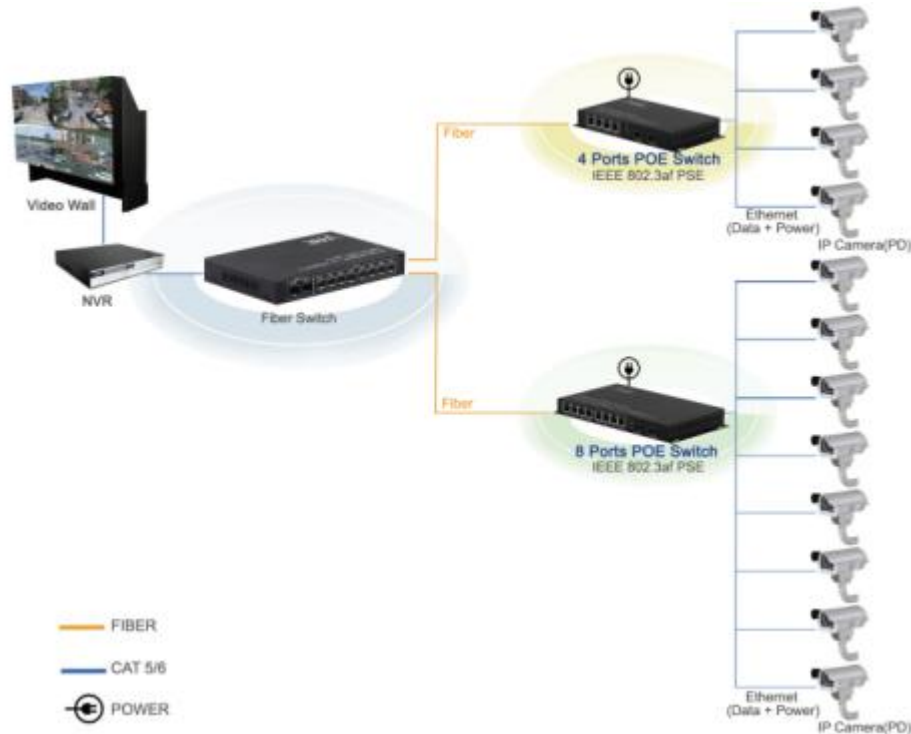 Fiber
4 Ports POE Switch
IEEE 802.3af PSE
Video Wall
Ethernet
(Data + Power)
IP Camera(PD)
NVR
Fiber Switch
Fiber
8 Ports POE Switch
IEEE 802.3af PSE
FIBER
CAT 5/6
POWER
Ethernet
(Data + Power)
IP Camera(PD)